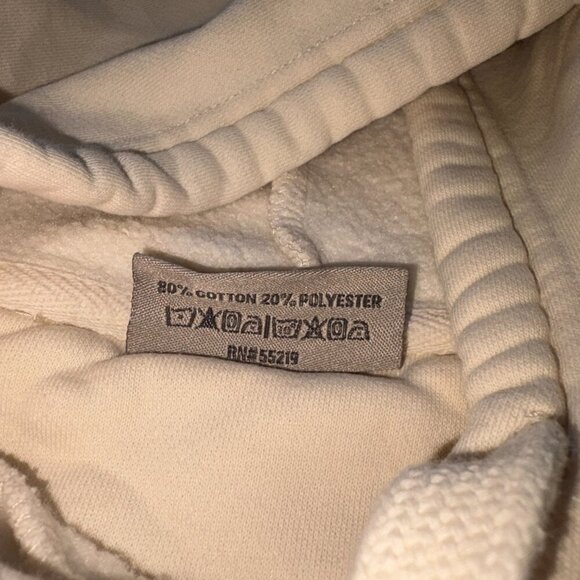 80% COTTON 20% POLYESTER
RN# 55219